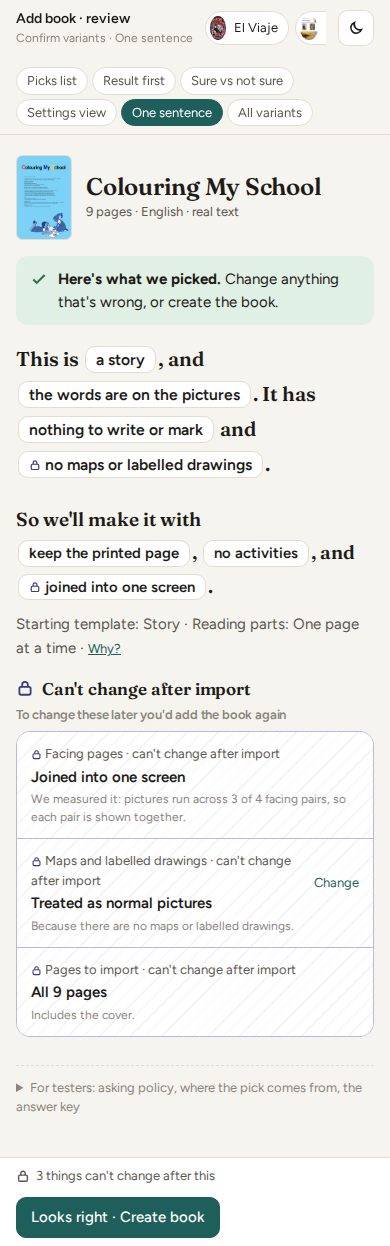 Add book · review
Confirm variants · One sentence
El Viaje
Picks list
Result first
Sure vs not sure
Settings view
One sentence
All variants
Colouring My School
Colouring My School
9 pages · English · real text
Here's what we picked. Change anything
that's wrong, or create the book.
This is a story , and
the words are on the pictures . It has
nothing to write or mark and
no maps or labelled drawings .
So we'll make it with
keep the printed page , no activities , and
joined into one screen .
Starting template: Story · Reading parts: One page
at a time · Why?
Can't change after import
To change these later you'd add the book again
Facing pages · can't change after import
Joined into one screen
We measured it: pictures run across 3 of 4 facing pairs, so
each pair is shown together.
Maps and labelled drawings · can't change
after import
Treated as normal pictures
Because there are no maps or labelled drawings.
Change
Pages to import · can't change after import
All 9 pages
Includes the cover.
For testers: asking policy, where the pick comes from, the
answer key
3 things can't change after this
Looks right · Create book